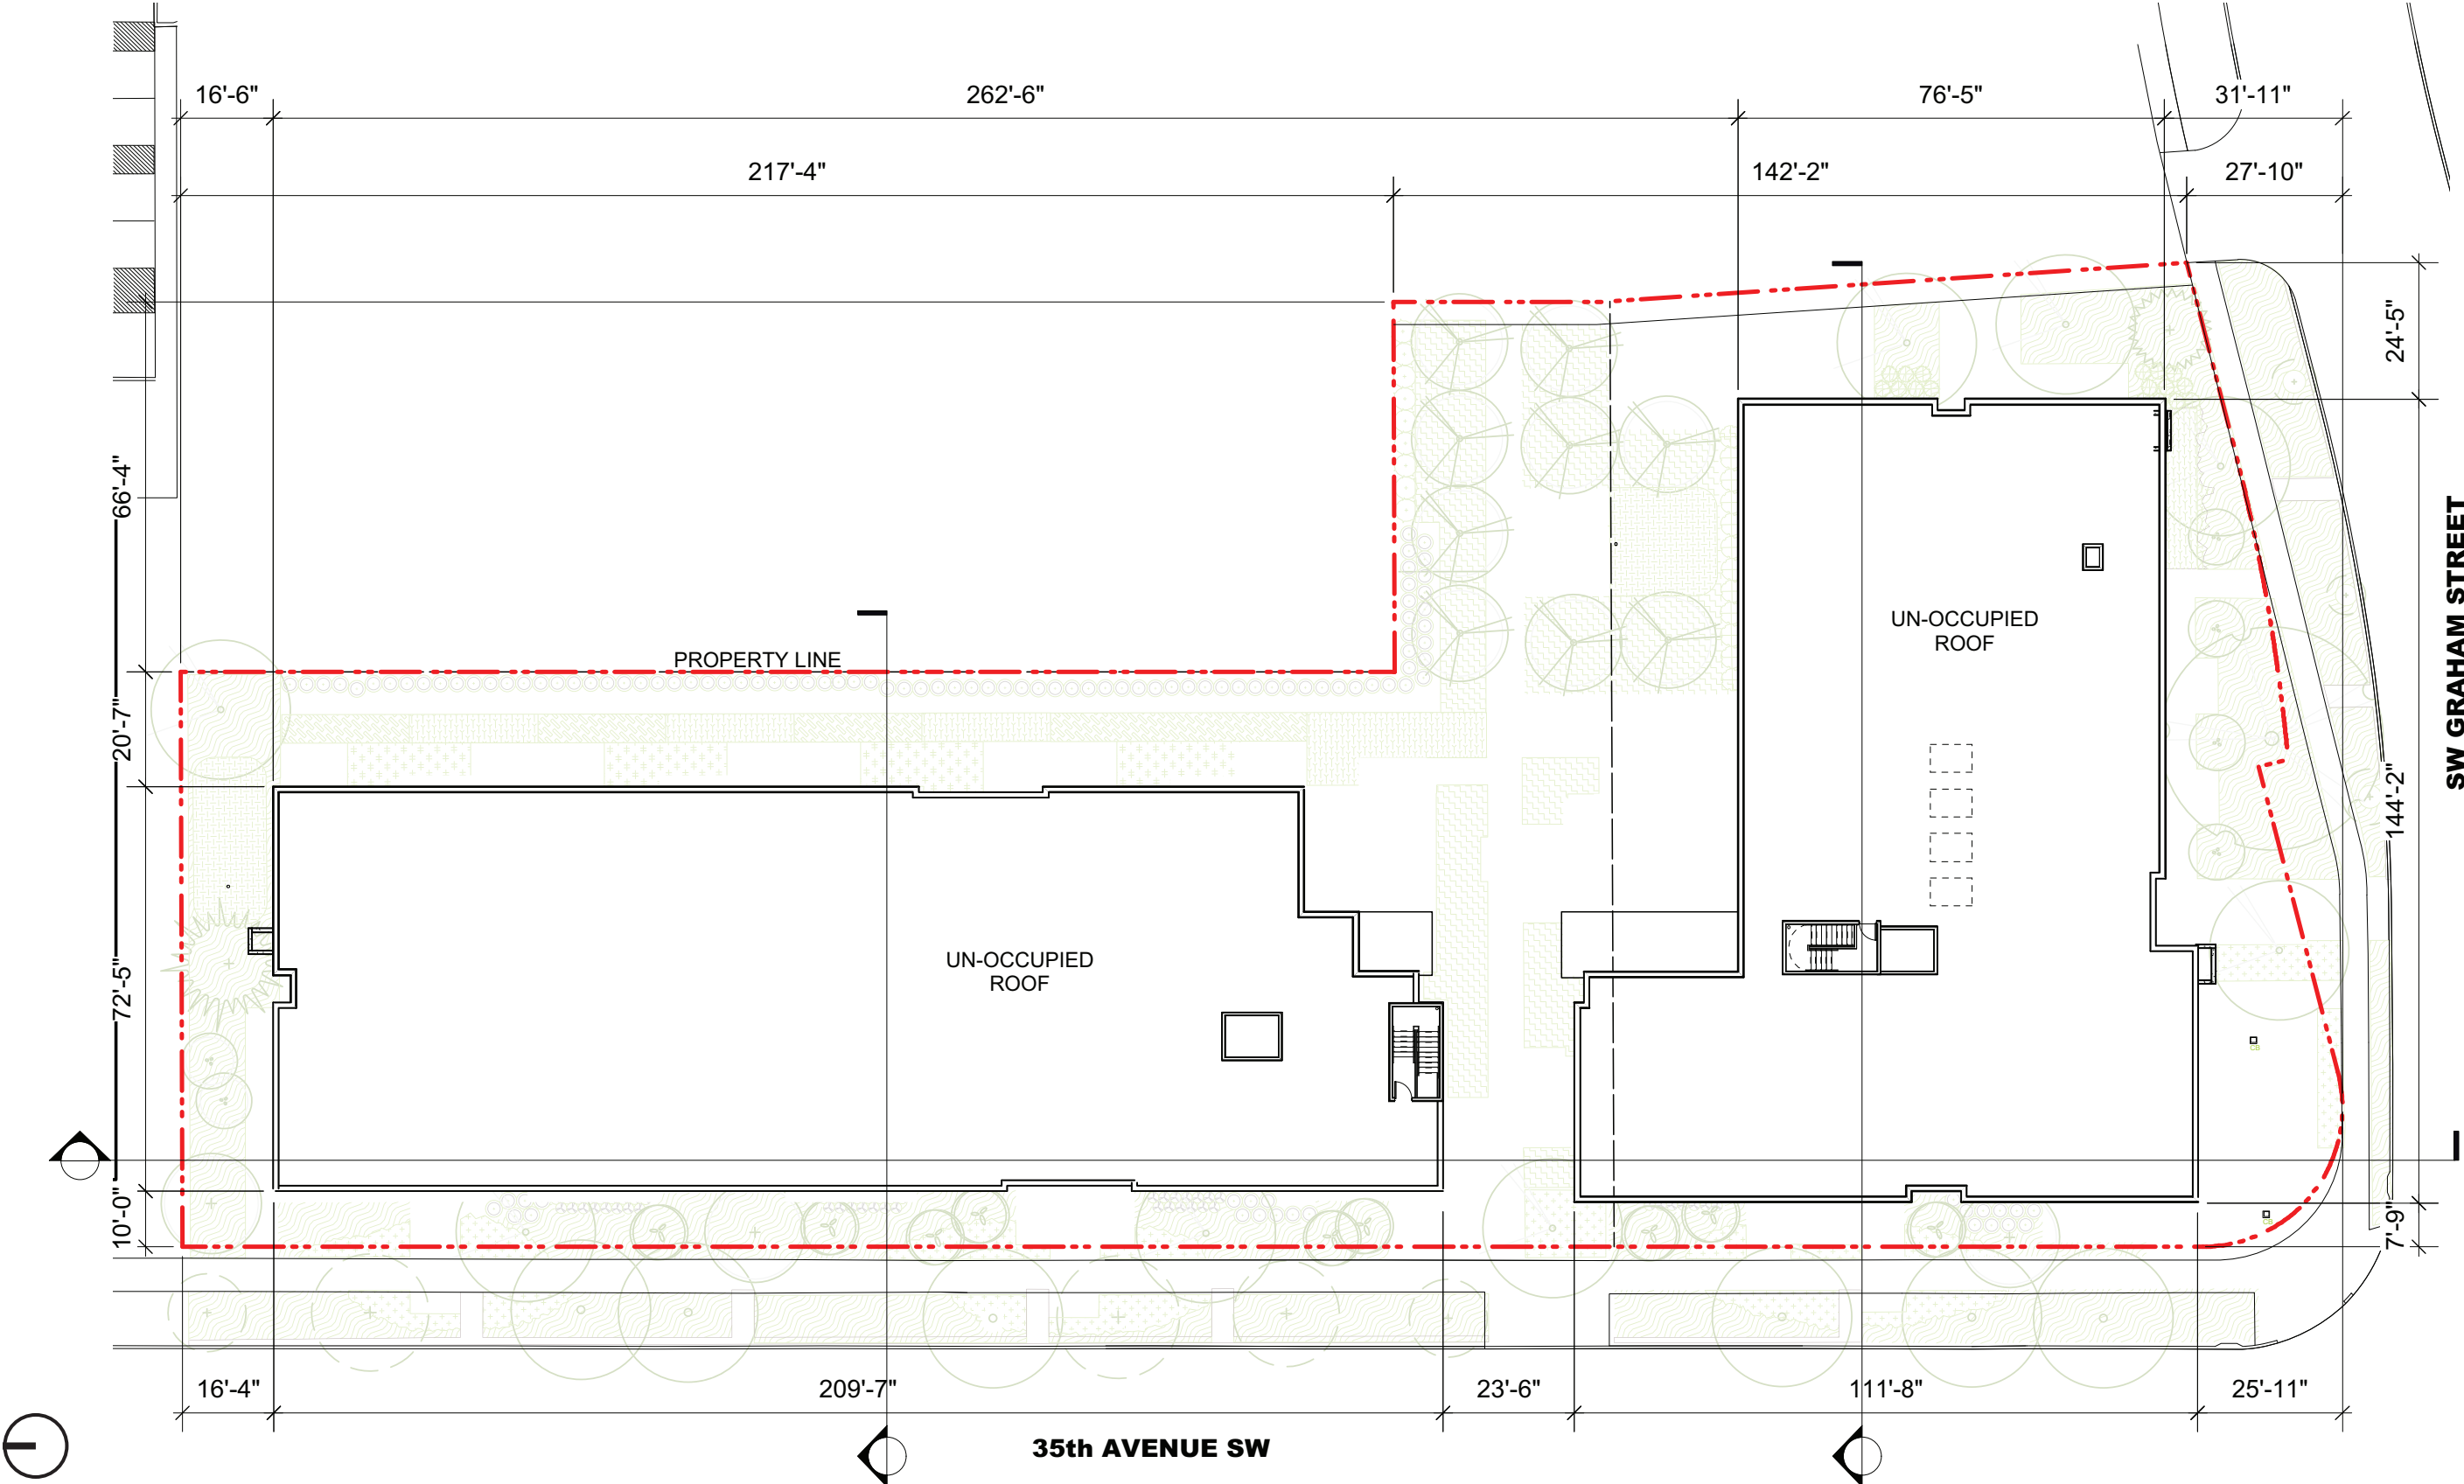 16'-6"
262'-6"
76'-5"
31'-11"
217'-4"
142'-2"
27'-10"
24'-5"
66'-4"
SW GRAHAM STREET
UN-OCCUPIED
ROOF
PROPERTY LINE
20'-7"
144'-2"
UN-OCCUPIED
ROOF
72'-5"
CB
10'-0"
CB
7'-9"
16'-4"
209'-7"
23'-6"
111'-8"
25'-11"
35th AVENUE SW